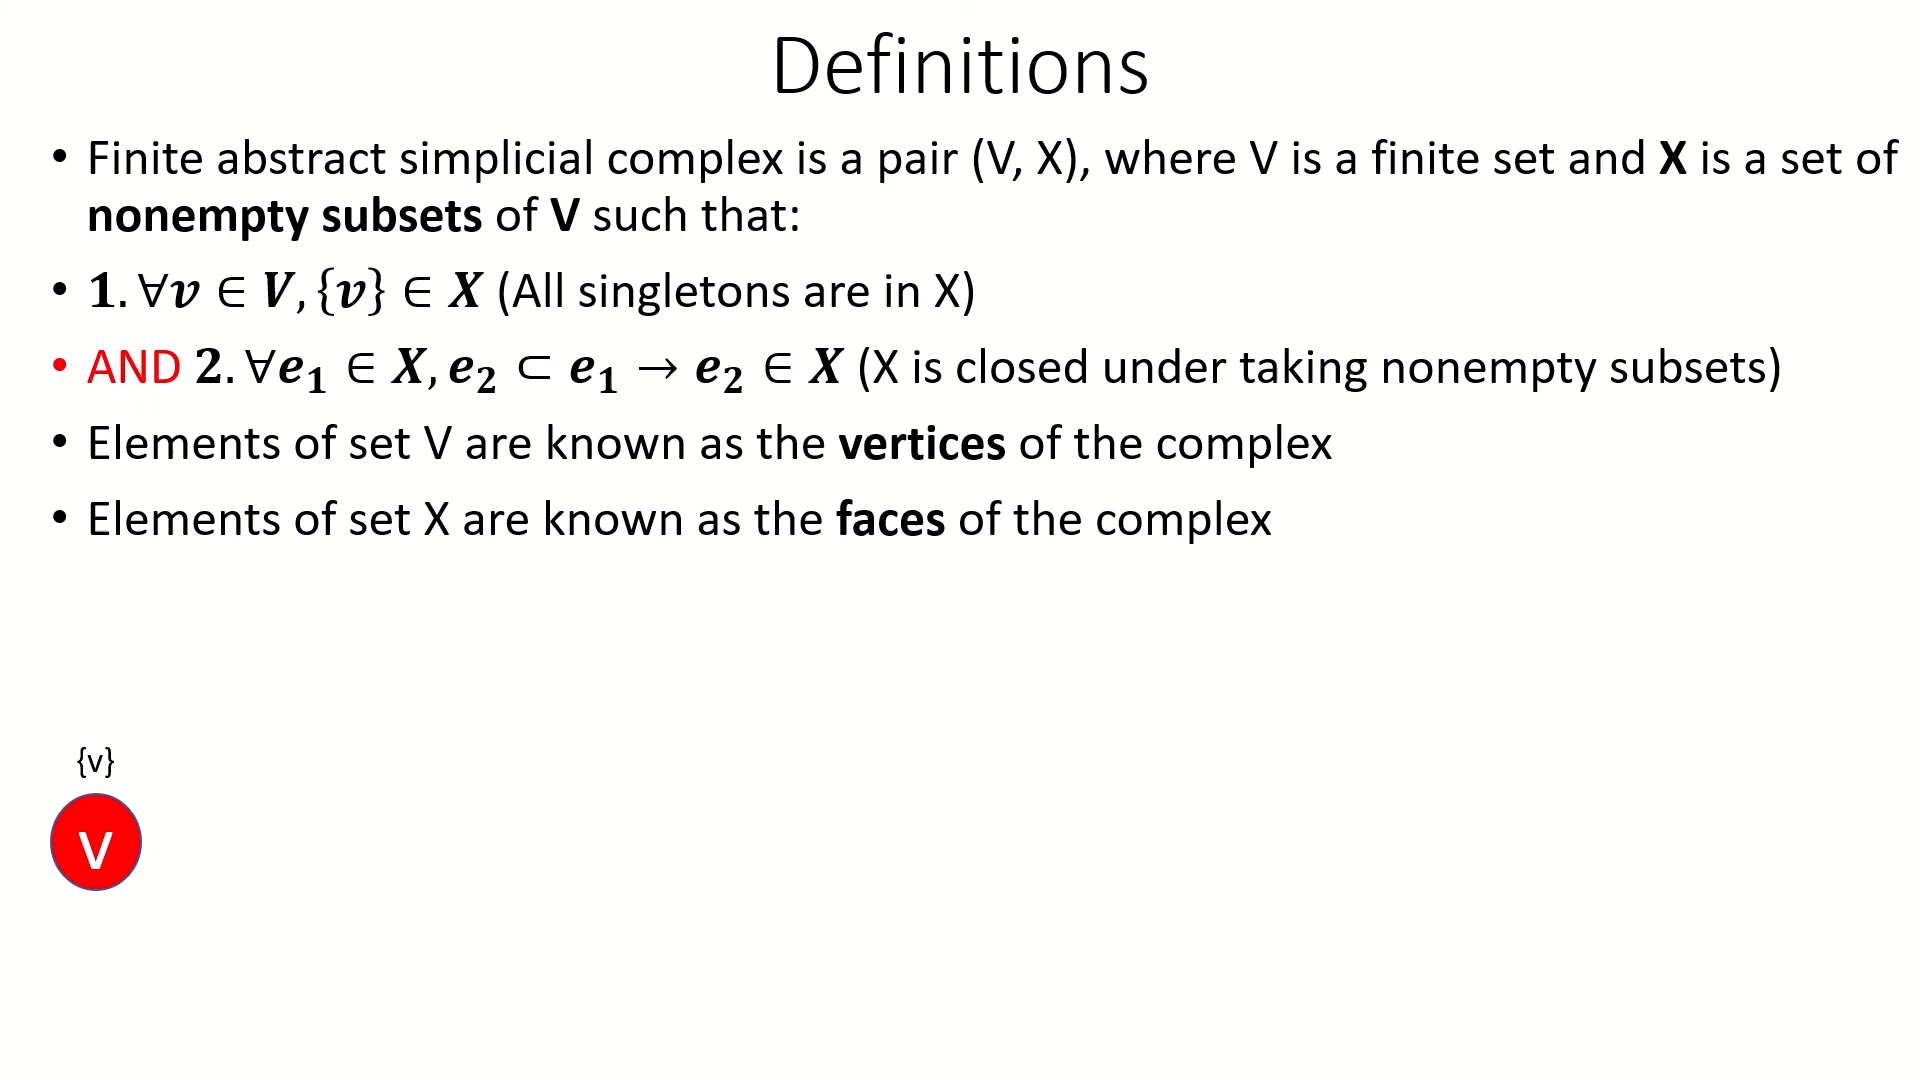 Definitions
• Finite abstract simplicial complex is a pair (V, X), where V is a finite set and X is a set of
nonempty subsets of V such that:
• 1. ∀v ∈ V, {v} ∈ X (All singletons are in X)
• AND 2. ∀e₁ ∈ X, e₂ ⊂ e₁ → e₂ ∈ X (X is closed under taking nonempty subsets)
• Elements of set V are known as the vertices of the complex
• Elements of set X are known as the faces of the complex
{v}
v